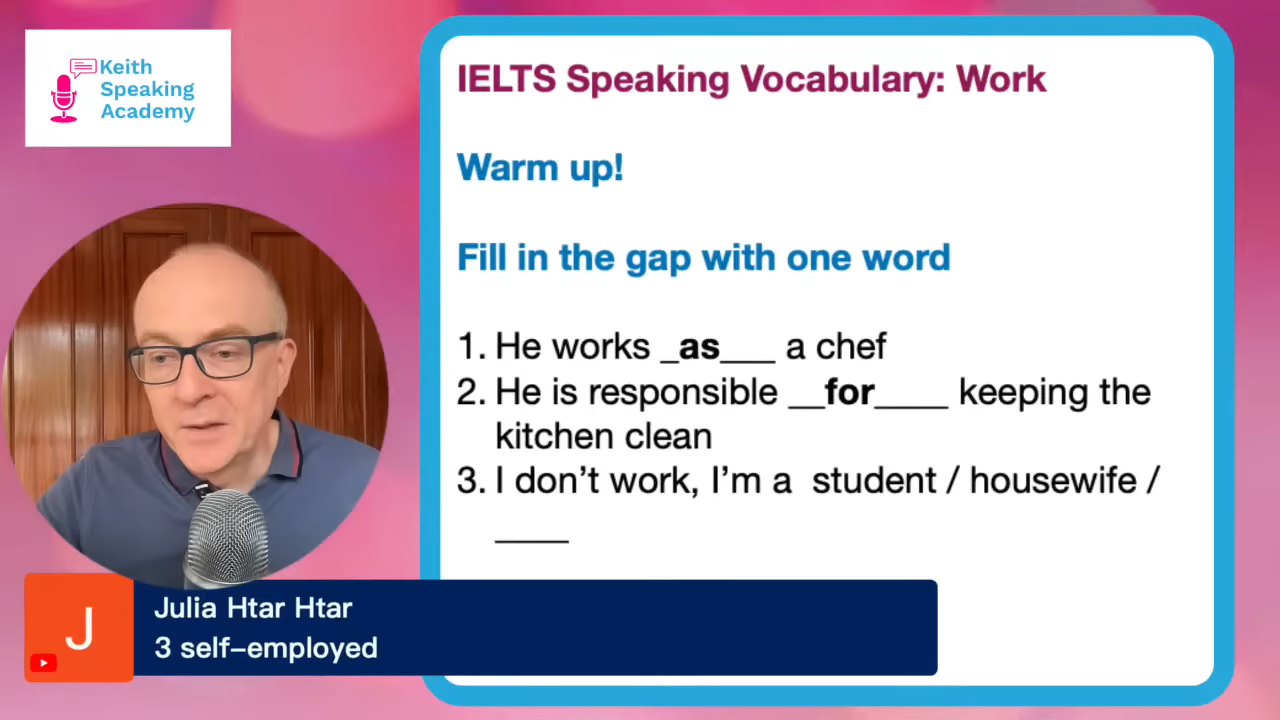 Keith
Speaking
Academy
IELTS Speaking Vocabulary: Work
Warm up!
Fill in the gap with one word
1. He works _as___ a chef
2. He is responsible __for____ keeping the
kitchen clean
3. I don’t work, I’m a  student / housewife /
____
J
Julia Htar Htar
3 self-employed